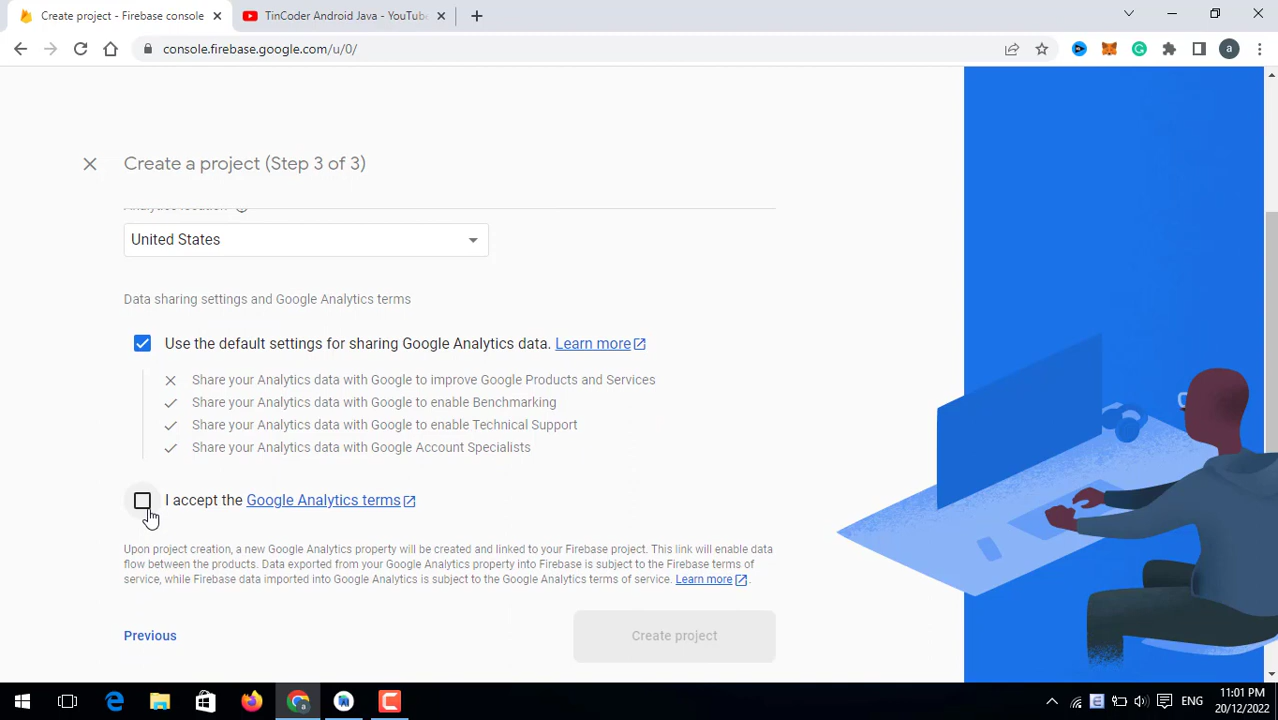 Create project - Firebase console
TinCoder Android Java - YouTube
console.firebase.google.com/u/0/
a
Create a project (Step 3 of 3)
Analytics location
United States
Data sharing settings and Google Analytics terms
Use the default settings for sharing Google Analytics data. Learn more
Share your Analytics data with Google to improve Google Products and Services
Share your Analytics data with Google to enable Benchmarking
Share your Analytics data with Google to enable Technical Support
Share your Analytics data with Google Account Specialists
I accept the Google Analytics terms
Upon project creation, a new Google Analytics property will be created and linked to your Firebase project. This link will enable data
flow between the products. Data exported from your Google Analytics property into Firebase is subject to the Firebase terms of
service, while Firebase data imported into Google Analytics is subject to the Google Analytics terms of service. Learn more.
Previous
Create project
ENG
11:01 PM
20/12/2022